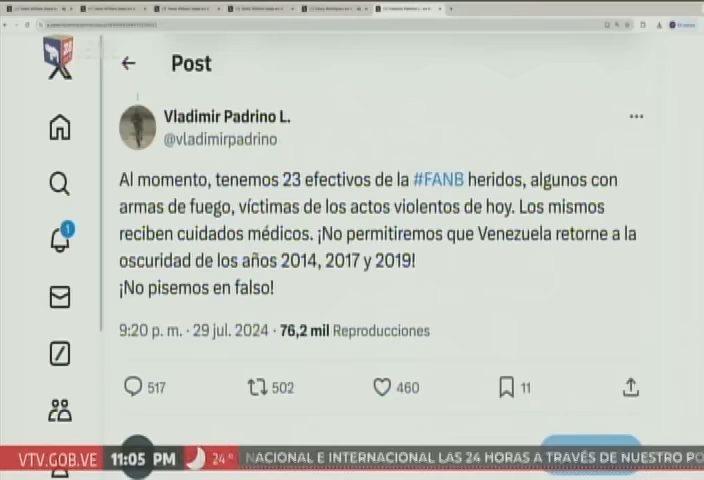 Post
Vladimir Padrino L.
@vladimirpadrino
Al momento, tenemos 23 efectivos de la #FANB heridos, algunos con
armas de fuego, víctimas de los actos violentos de hoy. Los mismos
reciben cuidados médicos. ¡No permitiremos que Venezuela retorne a la
oscuridad de los años 2014, 2017 y 2019!
¡No pisemos en falso!
9:20 p. m. · 29 jul. 2024 · 76,2 mil Reproducciones
1
517 502 460 11
VTV.GOB.VE 11:05 PM 24° NACIONAL E INTERNACIONAL LAS 24 HORAS A TRAVÉS DE NUESTRO PO